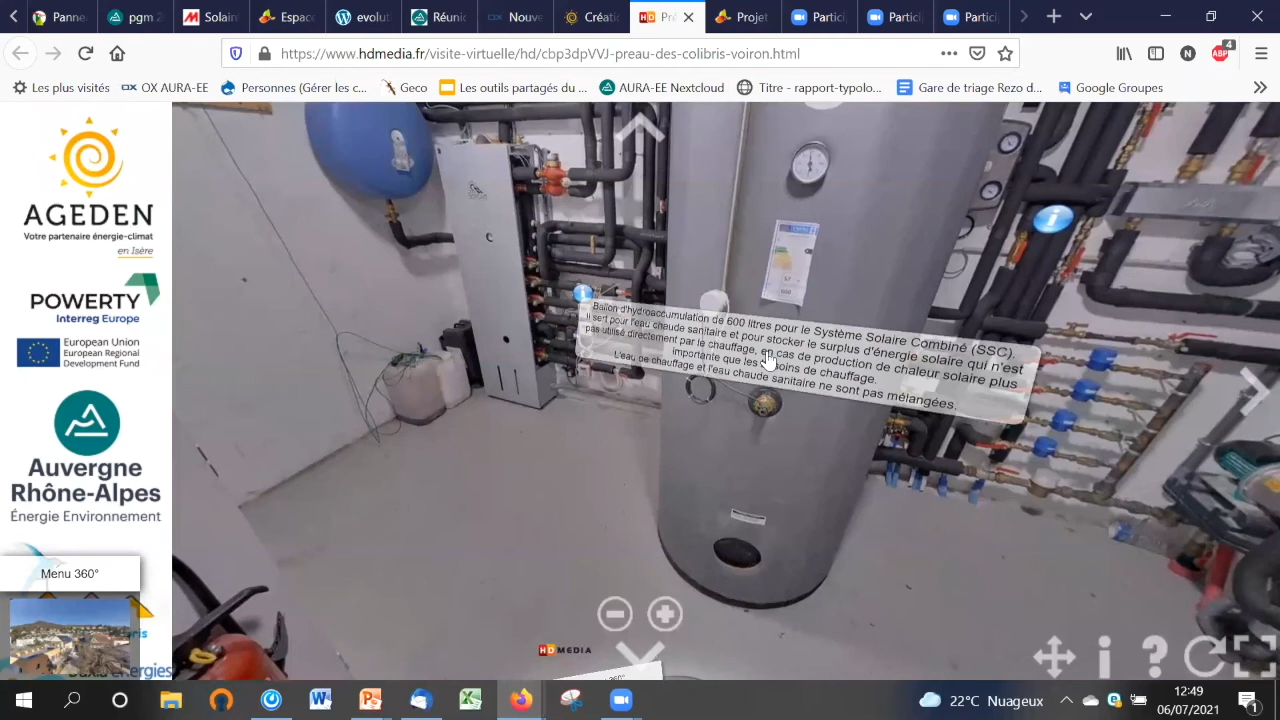 Panne
pgm 2
Solain
Espace
evolut
Réuni
Nouve
Créatic
Pr
Projet
Partici
Partici
Partici
https://www.hdmedia.fr/visite-virtuelle/hd/cbp3dpVVJ-preau-des-colibris-voiron.html
Les plus visités
OX AURA-EE
Personnes (Gérer les c...
Geco
Les outils partagés du ...
AURA-EE Nextcloud
Titre - rapport-typolo...
Gare de triage Rezo d...
Google Groupes
AGEDEN
Votre partenaire énergie-climat
en Isère
POWERTY
Interreg Europe
European Union
European Regional
Development Fund
Auvergne
Rhône-Alpes
Énergie Environnement
Menu 360°
Ballon d'hydroaccumulation de 600 litres pour le Système Solaire Combiné (SSC).
Il sert pour l'eau chaude sanitaire et pour stocker le surplus d'énergie solaire qui n'est
pas utilisé directement par le chauffage, en cas de production de chaleur solaire plus
importante que les besoins de chauffage.
L'eau de chauffage et l'eau chaude sanitaire ne sont pas mélangées.
HD MEDIA
360°
22°C Nuageux
12:49
06/07/2021